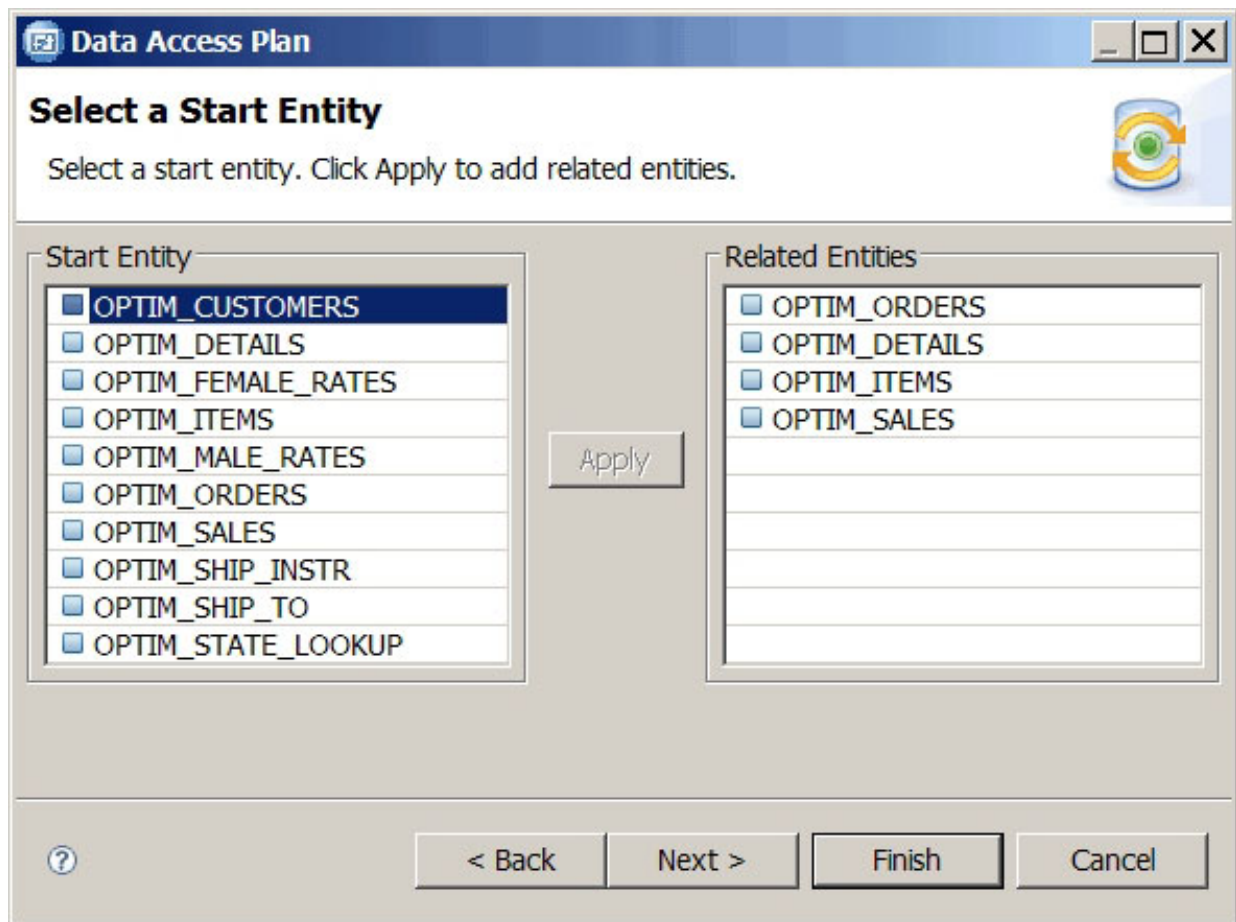 Data Access Plan
Select a Start Entity
Select a start entity. Click Apply to add related entities.
Start Entity
OPTIM_CUSTOMERS
OPTIM_DETAILS
OPTIM_FEMALE_RATES
OPTIM_ITEMS
OPTIM_MALE_RATES
OPTIM_ORDERS
OPTIM_SALES
OPTIM_SHIP_INSTR
OPTIM_SHIP_TO
OPTIM_STATE_LOOKUP
Apply
Related Entities
OPTIM_ORDERS
OPTIM_DETAILS
OPTIM_ITEMS
OPTIM_SALES
?
< Back
Next >
Finish
Cancel